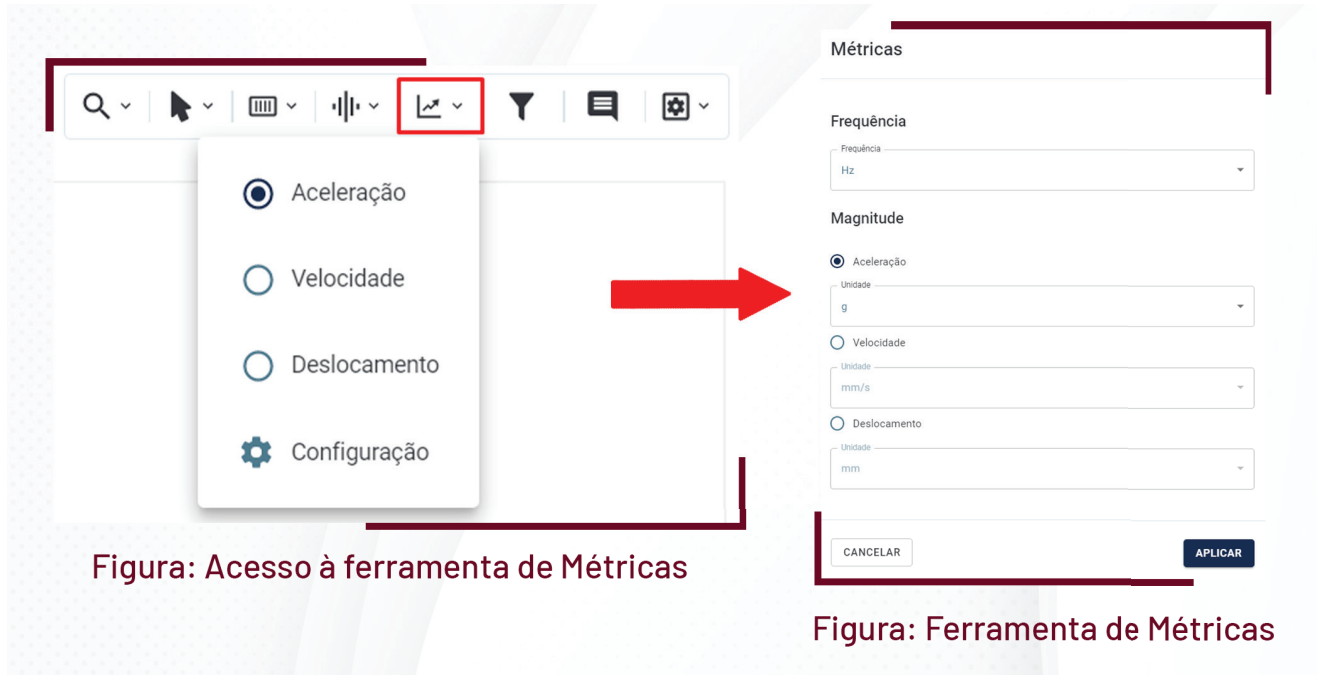 Aceleração
Velocidade
Deslocamento
Configuração
Figura: Acesso à ferramenta de Métricas
Métricas
Frequência
Frequência
Hz
Magnitude
Aceleração
Unidade
g
Velocidade
Unidade
mm/s
Deslocamento
Unidade
mm
CANCELAR
APLICAR
Figura: Ferramenta de Métricas